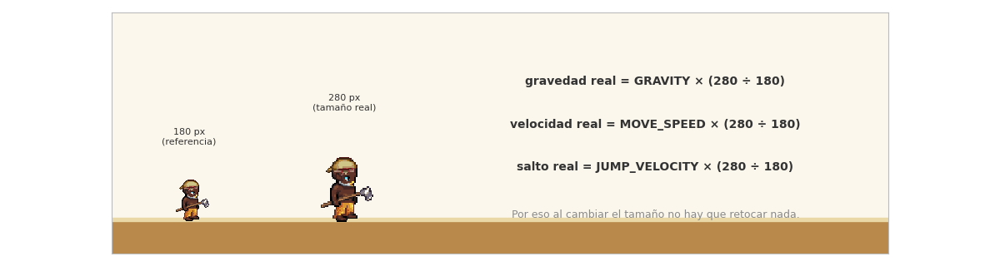 180 px
(referencia)
280 px
(tamaño real)
gravedad real = GRAVITY × (280 ÷ 180)
velocidad real = MOVE_SPEED × (280 ÷ 180)
salto real = JUMP_VELOCITY × (280 ÷ 180)
Por eso al cambiar el tamaño no hay que retocar nada.